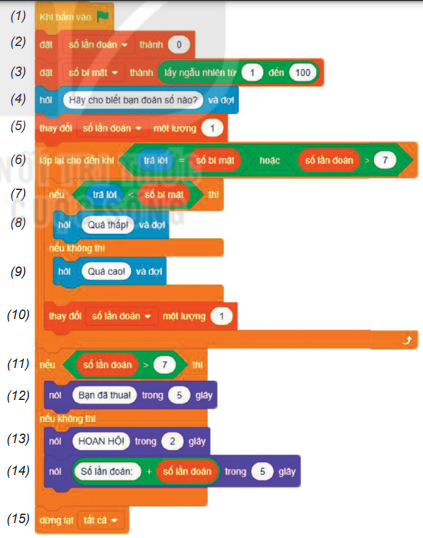 (1) Khi bấm vào
(2) đặt số lần đoán thành 0
(3) đặt số bí mật thành lấy ngẫu nhiên từ 1 đến 100
(4) hỏi Hãy cho biết bạn đoán số nào? và đợi
(5) thay đổi số lần đoán một lượng 1
(6) lặp lại cho đến khi trả lời = số bí mật hoặc số lần đoán > 7
(7) nếu trả lời < số bí mật thì
(8) hỏi Quá thấp! và đợi
nếu không thì
(9) hỏi Quá cao! và đợi
(10) thay đổi số lần đoán một lượng 1
(11) nếu số lần đoán > 7 thì
(12) nói Bạn đã thua! trong 5 giây
nếu không thì
(13) nói HOAN HÔ! trong 2 giây
(14) nói Số lần đoán: + số lần đoán trong 5 giây
(15) dừng lại tất cả